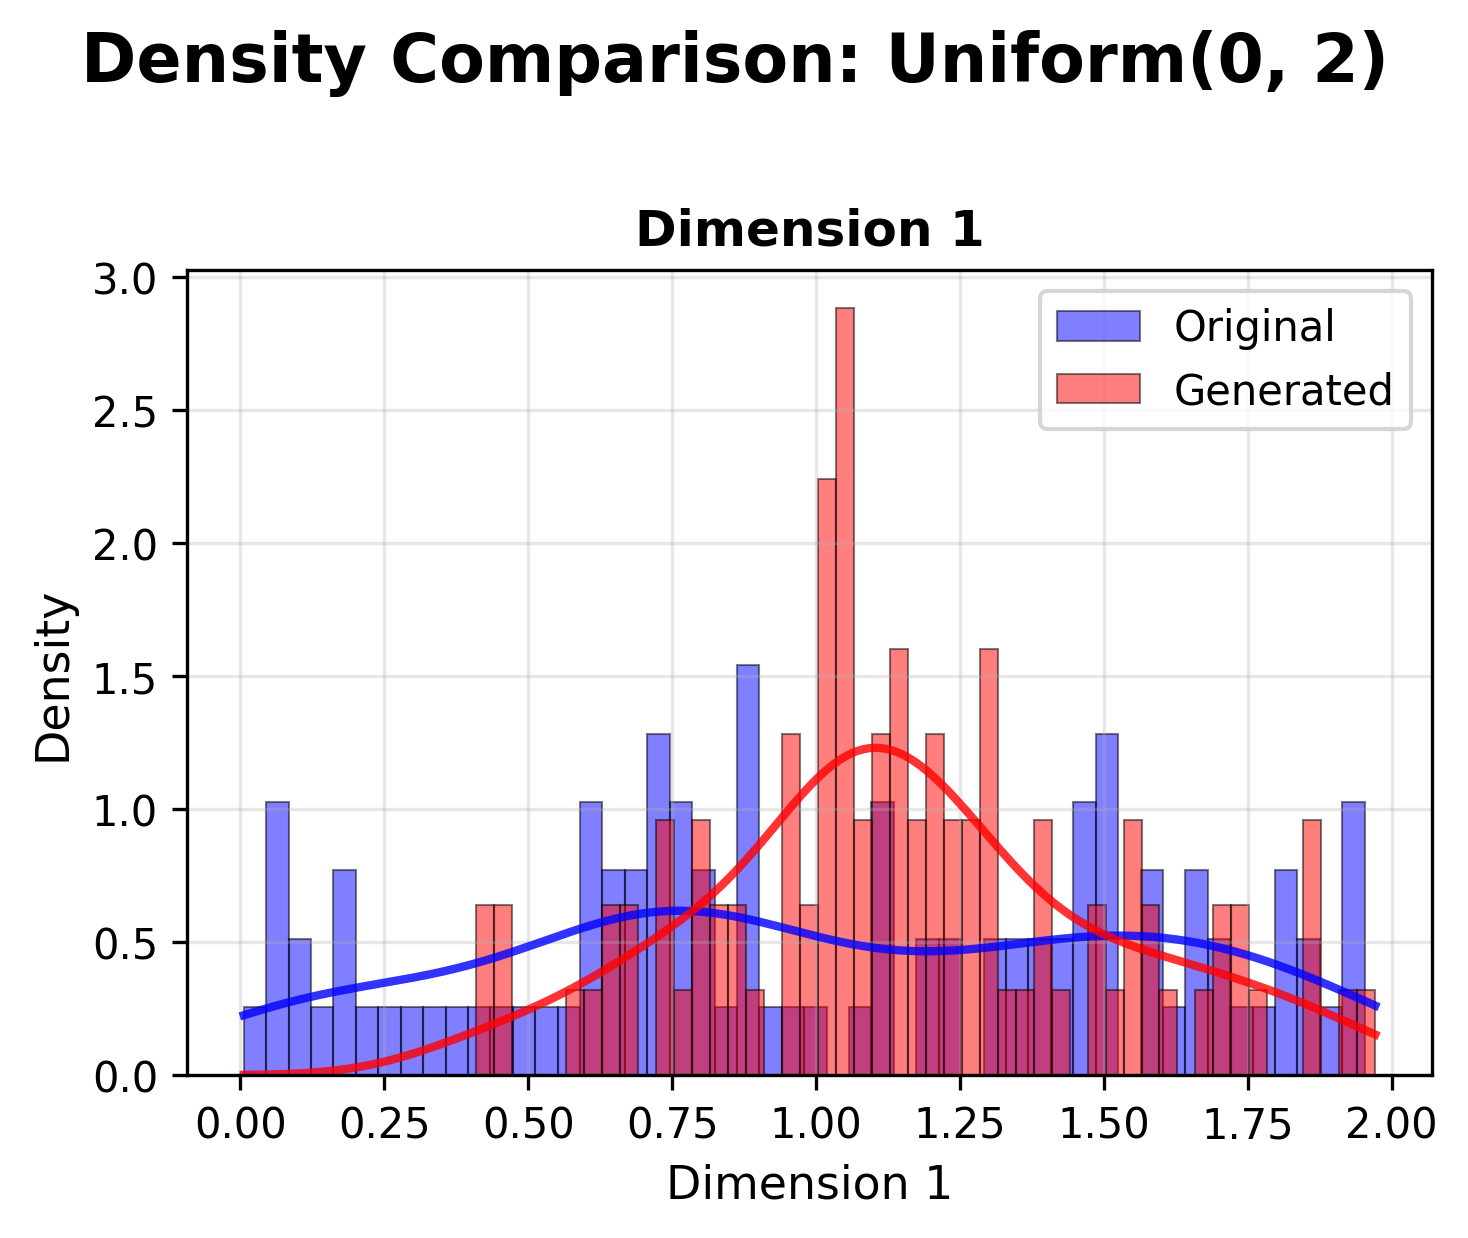 Density Comparison: Uniform(0, 2)
Dimension 1
3.0
2.5
2.0
1.5
1.0
0.5
0.0
Density
Original
Generated
0.00 0.25 0.50 0.75 1.00 1.25 1.50 1.75 2.00
Dimension 1